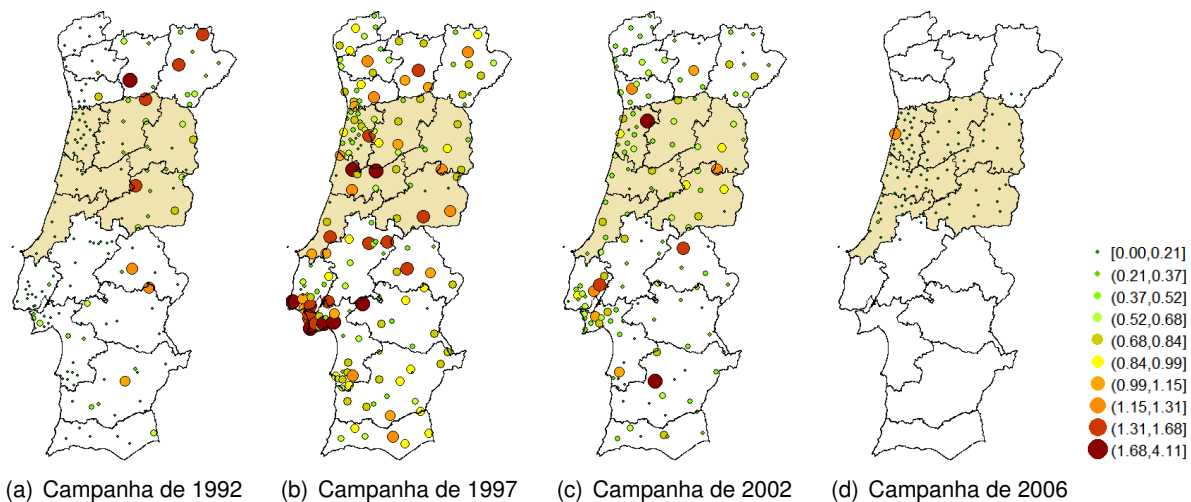 [0.00,0.21]
(0.21,0.37]
(0.37,0.52]
(0.52,0.68]
(0.68,0.84]
(0.84,0.99]
(0.99,1.15]
(1.15,1.31]
(1.31,1.68]
(1.68,4.11]
(a) Campanha de 1992
(b) Campanha de 1997
(c) Campanha de 2002
(d) Campanha de 2006